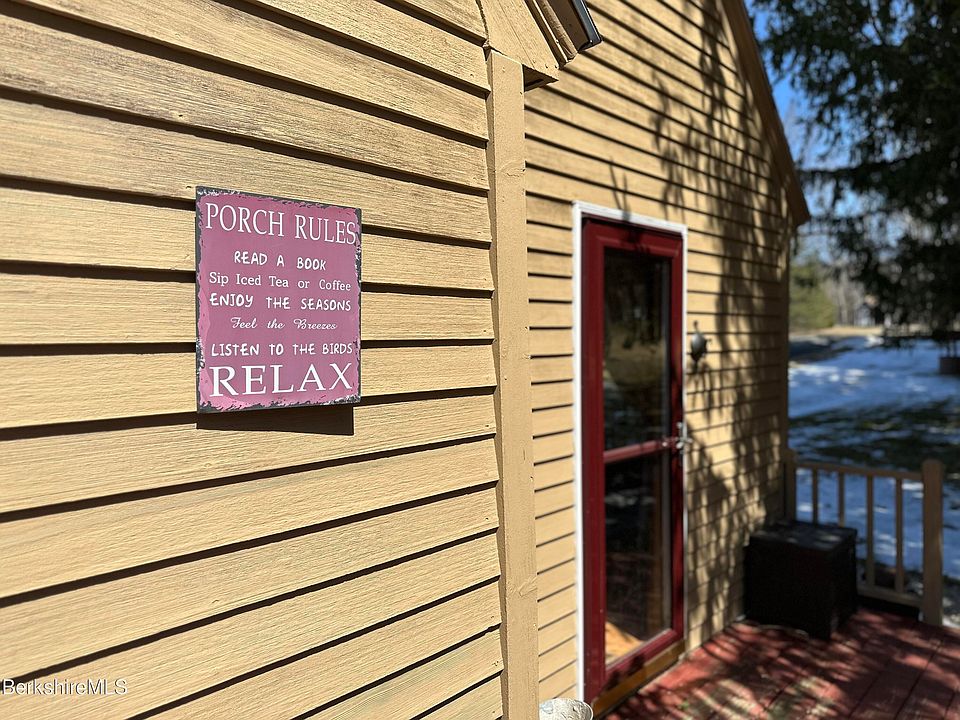 PORCH RULES
READ A BOOK
Sip Iced Tea or Coffee
ENJOY THE SEASONS
Feel the Breezes
LISTEN TO THE BIRDS
RELAX
BerkshireMLS